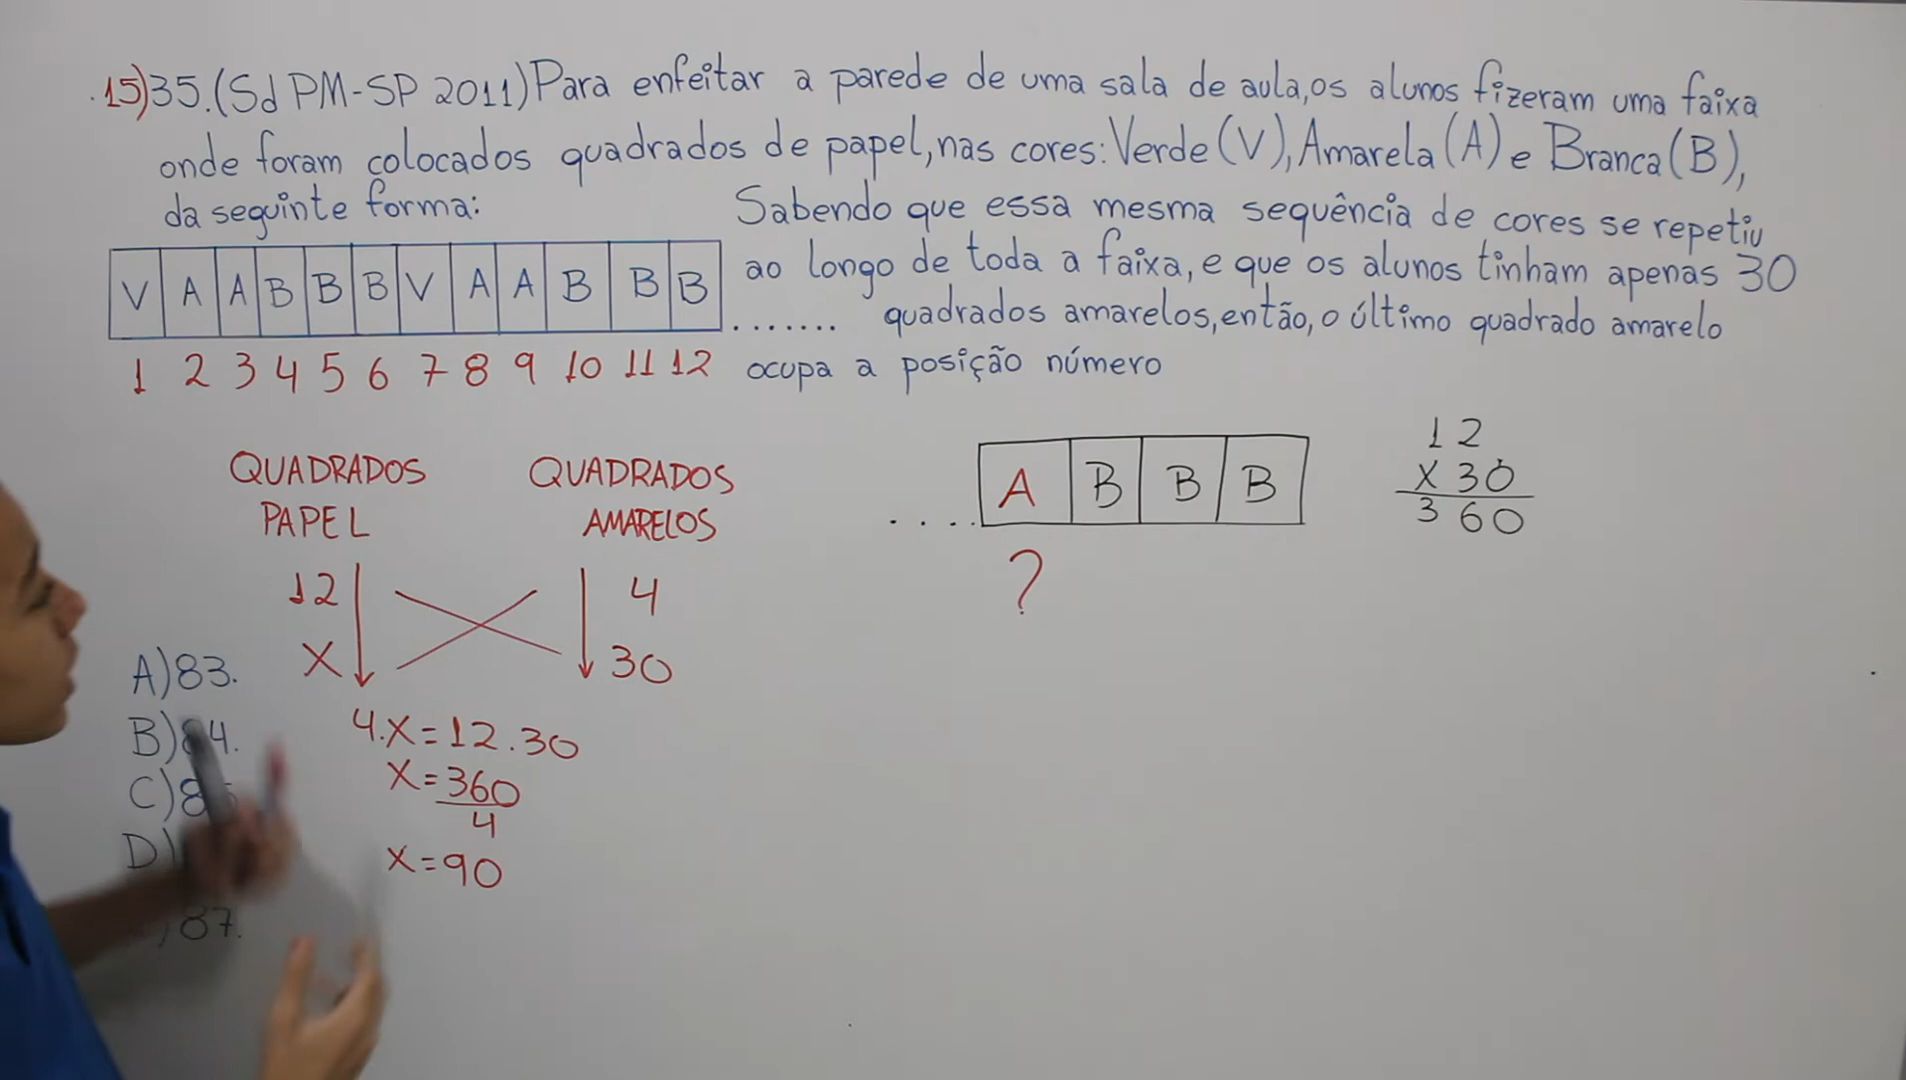 15)35.(Sd PM-SP 2011)Para enfeitar a parede de uma sala de aula,os alunos fizeram uma faixa
onde foram colocados quadrados de papel,nas cores:Verde(V),Amarela(A) e Branca(B),
da seguinte forma:
Sabendo que essa mesma sequência de cores se repetiu
ao longo de toda a faixa, e que os alunos tinham apenas 30
quadrados amarelos,então,o último quadrado amarelo
ocupa a posição número
V A A B B B V A A B B B .......
1 2 3 4 5 6 7 8 9 10 11 12
QUADRADOS PAPEL
QUADRADOS AMARELOS
12 4
X 30
4.X=12.30
X=360
4
X=90
A)83.
B)84.
C)8
D)
87.
.... A B B B
?
12
X 30
360